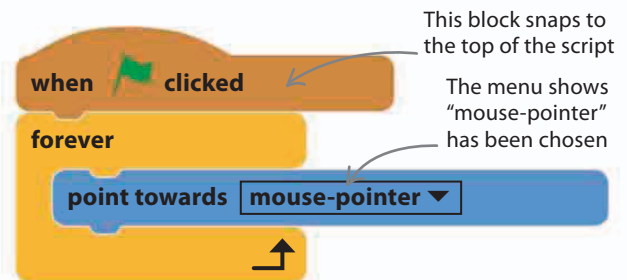 This block snaps to
the top of the script
when clicked
The menu shows
“mouse-pointer”
has been chosen
forever
point towards mouse-pointer